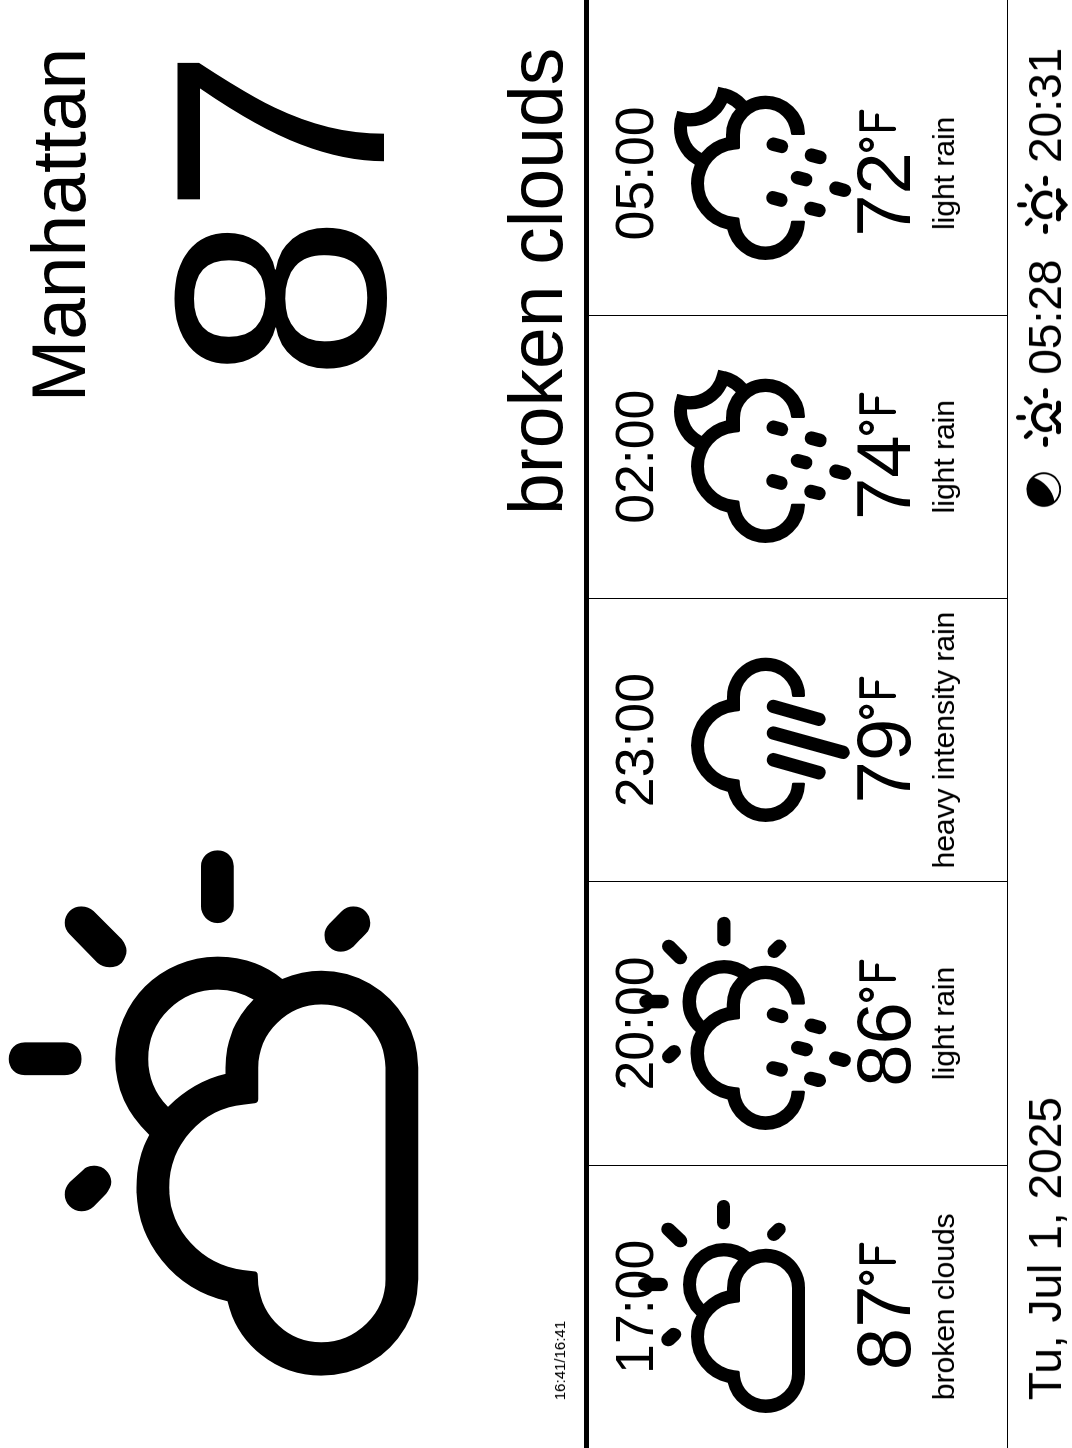 Manhattan
87
broken clouds
16:41/16:41
17:00
87°F
broken clouds
20:00
86°F
light rain
23:00
79°F
heavy intensity rain
02:00
74°F
light rain
05:00
72°F
light rain
Tu, Jul 1, 2025
05:28
20:31